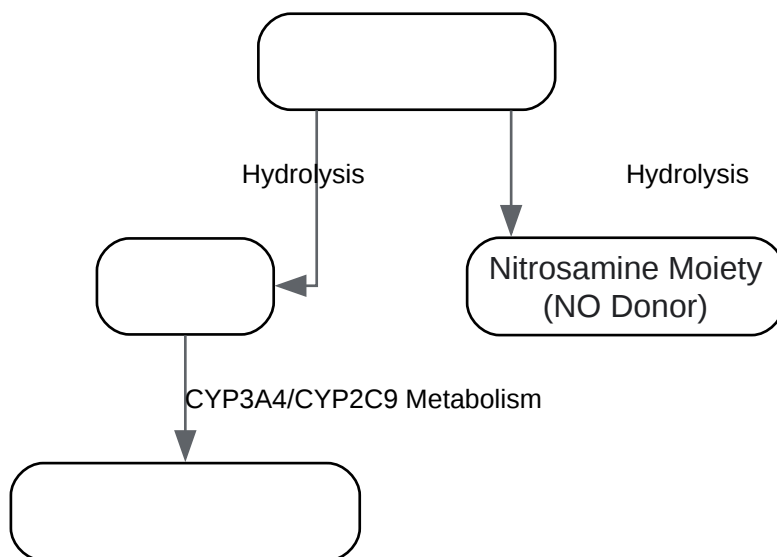 Hydrolysis
Hydrolysis
Nitrosamine Moiety
(NO Donor)
CYP3A4/CYP2C9 Metabolism